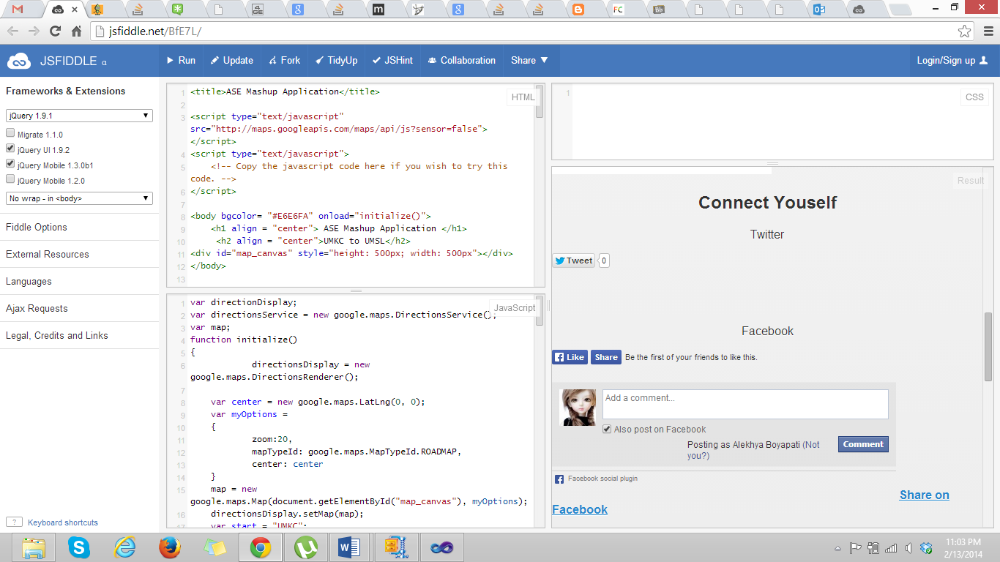 jsfiddle.net/BfE7L/
JSFIDDLE α
Run
Update
Fork
TidyUp
JSHint
Collaboration
Share
Login/Sign up
Frameworks & Extensions
jQuery 1.9.1
Migrate 1.1.0
jQuery UI 1.9.2
jQuery Mobile 1.3.0b1
jQuery Mobile 1.2.0
No wrap - in <body>
Fiddle Options
External Resources
Languages
Ajax Requests
Legal, Credits and Links
? Keyboard shortcuts
HTML
1 <title>ASE Mashup Application</title>
2
3 <script type="text/javascript"
src="http://maps.googleapis.com/maps/api/js?sensor=false">
</script>
4 <script type="text/javascript">
5 <!-- Copy the javascript code here if you wish to try this
code. -->
6 </script>
7
8 <body bgcolor= "#E6E6FA" onload="initialize()">
9 <h1 align = "center"> ASE Mashup Application </h1>
10 <h2 align = "center">UMKC to UMSL</h2>
11 <div id="map_canvas" style="height: 500px; width: 500px"></div>
12 </body>
13
JavaScript
1 var directionDisplay;
2 var directionsService = new google.maps.DirectionsService();
3 var map;
4 function initialize()
5 {
6 directionsDisplay = new
google.maps.DirectionsRenderer();
7
8 var center = new google.maps.LatLng(0, 0);
9 var myOptions =
10 {
11 zoom:20,
12 mapTypeId: google.maps.MapTypeId.ROADMAP,
13 center: center
14 }
15 map = new
google.maps.Map(document.getElementById("map_canvas"), myOptions);
16 directionsDisplay.setMap(map);
17 var start = "UMKC";
CSS
1
Result
Connect Youself
Twitter
Tweet 0
Facebook
Like Share Be the first of your friends to like this.
Add a comment...
Also post on Facebook
Posting as Alekhya Boyapati (Not
you?)
Comment
Facebook social plugin
Share on
Facebook
11:03 PM
2/13/2014